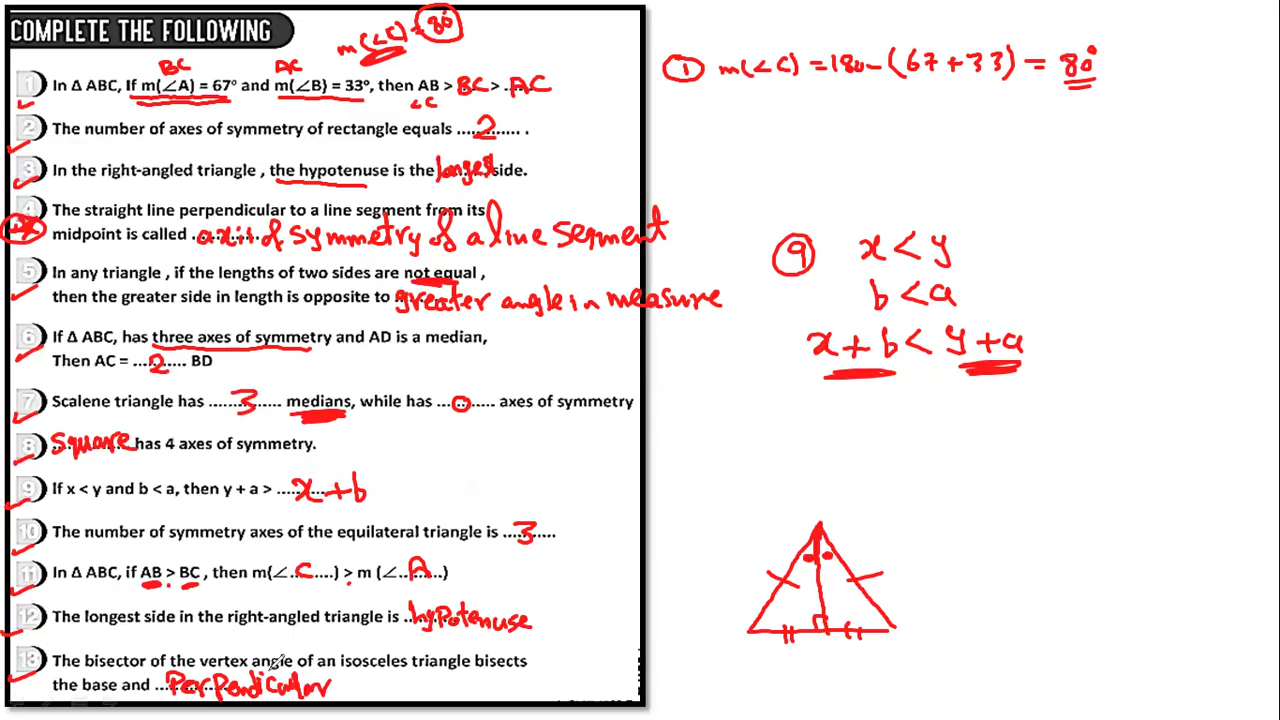 COMPLETE THE FOLLOWING
m(∠C) = 80°
BC AC
1 In Δ ABC, If m(∠A) = 67° and m(∠B) = 33°, then AB > BC > AC
∠C
2 The number of axes of symmetry of rectangle equals ....2.... .
3 In the right-angled triangle , the hypotenuse is the longest side.
4 The straight line perpendicular to a line segment from its
midpoint is called ........ axis of symmetry of a line segment
5 In any triangle , if the lengths of two sides are not equal ,
then the greater side in length is opposite to greater angle in measure
6 If Δ ABC, has three axes of symmetry and AD is a median,
Then AC = ....2.... BD
7 Scalene triangle has ....3.... medians, while has ....0.... axes of symmetry
8 square has 4 axes of symmetry.
9 If x < y and b < a, then y + a > ....x + b
10 The number of symmetry axes of the equilateral triangle is ....3....
11 In Δ ABC, if AB > BC , then m(∠..C....) > m (∠..A....)
12 The longest side in the right-angled triangle is ..hypotenuse
13 The bisector of the vertex angle of an isosceles triangle bisects
the base and ..Perpendicular
1 m(∠C) = 180 - (67 + 33) = 80°
9 x < y
b < a
x + b < y + a